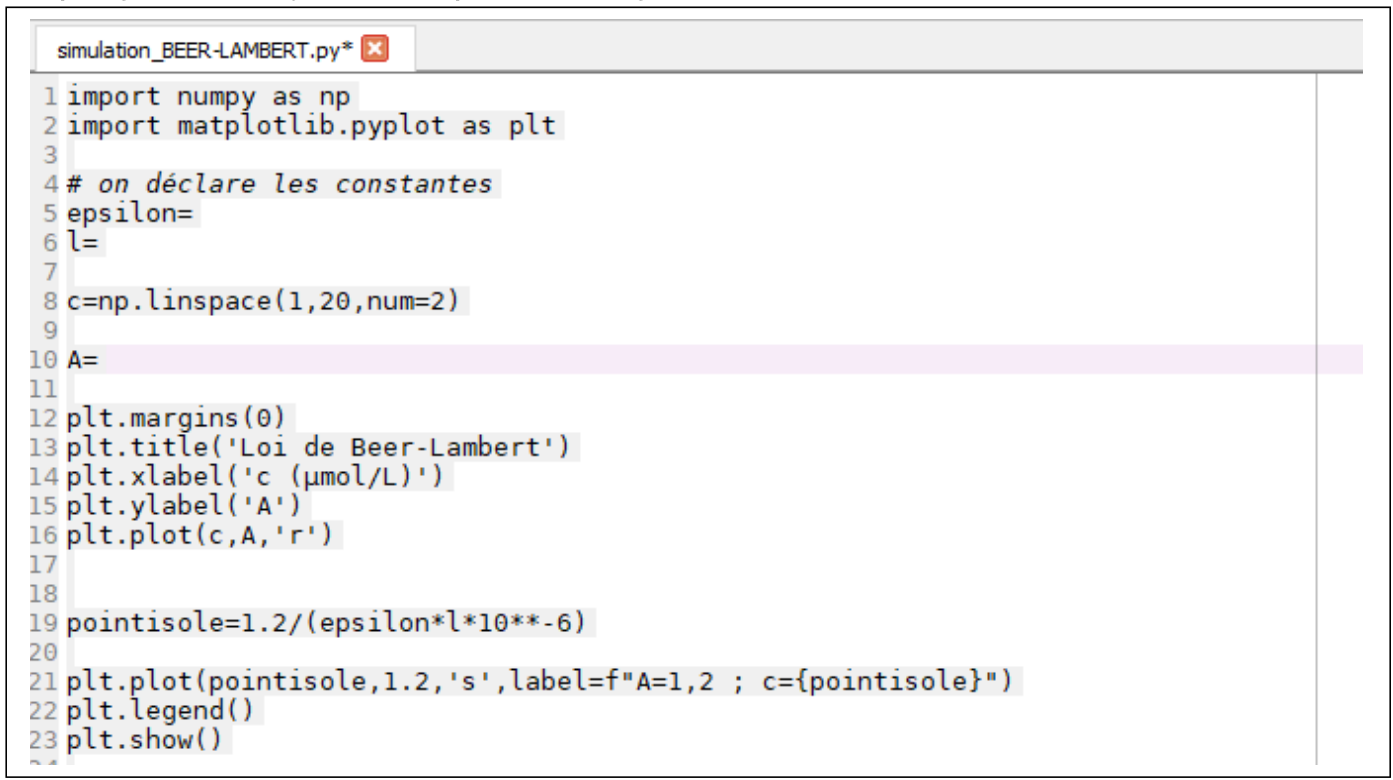 simulation_BEER-LAMBERT.py*
1 import numpy as np
2 import matplotlib.pyplot as plt
3
4 # on déclare les constantes
5 epsilon=
6 l=
7
8 c=np.linspace(1,20,num=2)
9
10 A=
11
12 plt.margins(0)
13 plt.title('Loi de Beer-Lambert')
14 plt.xlabel('c (µmol/L)')
15 plt.ylabel('A')
16 plt.plot(c,A,'r')
17
18
19 pointisole=1.2/(epsilon*l*10**-6)
20
21 plt.plot(pointisole,1.2,'s',label=f"A=1,2 ; c={pointisole}")
22 plt.legend()
23 plt.show()